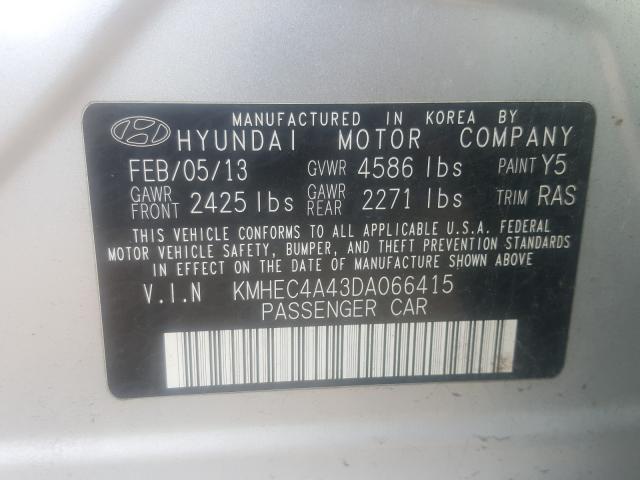 MANUFACTURED IN KOREA BY
HYUNDAI MOTOR COMPANY
FEB/05/13 GVWR 4586 lbs PAINT Y5
GAWR FRONT 2425 lbs GAWR REAR 2271 lbs TRIM RAS
THIS VEHICLE CONFORMS TO ALL APPLICABLE U.S.A. FEDERAL
MOTOR VEHICLE SAFETY, BUMPER, AND THEFT PREVENTION STANDARDS
IN EFFECT ON THE DATE OF MANUFACTURE SHOWN ABOVE
V.I.N KMHEC4A43DA066415
PASSENGER CAR